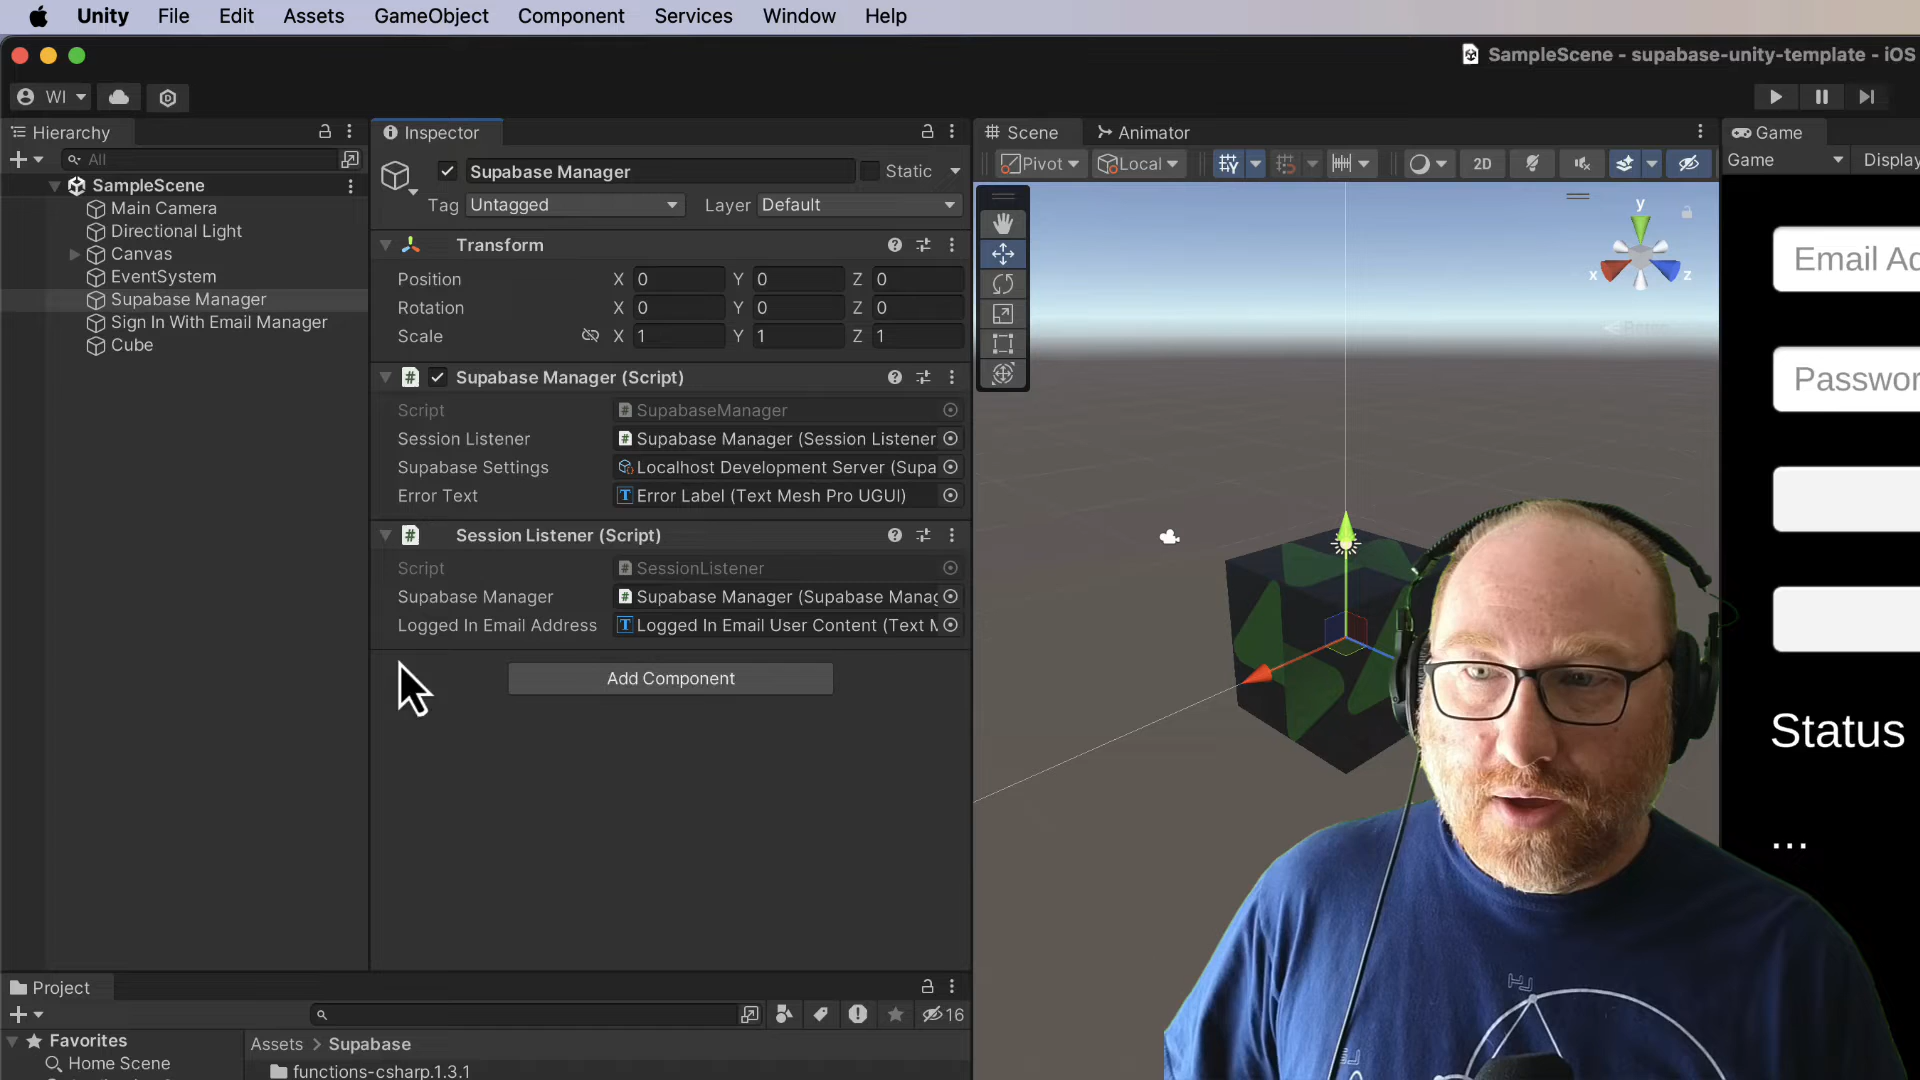 Unity File Edit Assets GameObject Component Services Window Help
SampleScene - supabase-unity-template - iOS
WI
Hierarchy
All
SampleScene
Main Camera
Directional Light
Canvas
EventSystem
Supabase Manager
Sign In With Email Manager
Cube
Inspector
Supabase Manager
Static
Tag Untagged Layer Default
Transform
Position X 0 Y 0 Z 0
Rotation X 0 Y 0 Z 0
Scale X 1 Y 1 Z 1
Supabase Manager (Script)
Script SupabaseManager
Session Listener Supabase Manager (Session Listener
Supabase Settings Localhost Development Server (Supa
Error Text Error Label (Text Mesh Pro UGUI)
Session Listener (Script)
Script SessionListener
Supabase Manager Supabase Manager (Supabase Manag
Logged In Email Address Logged In Email User Content (Text M
Add Component
Scene Animator
Pivot Local 2D
y
x z
Persp
Game
Game Display
Email Ad
Passwor
Status
...
Project
16
Favorites
Home Scene
Assets > Supabase
functions-csharp.1.3.1